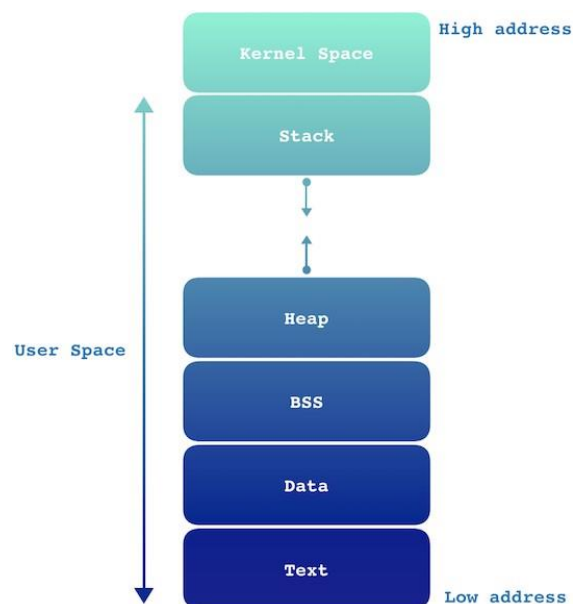 Kernel Space
High address
Stack
Heap
User Space
BSS
Data
Text
Low address